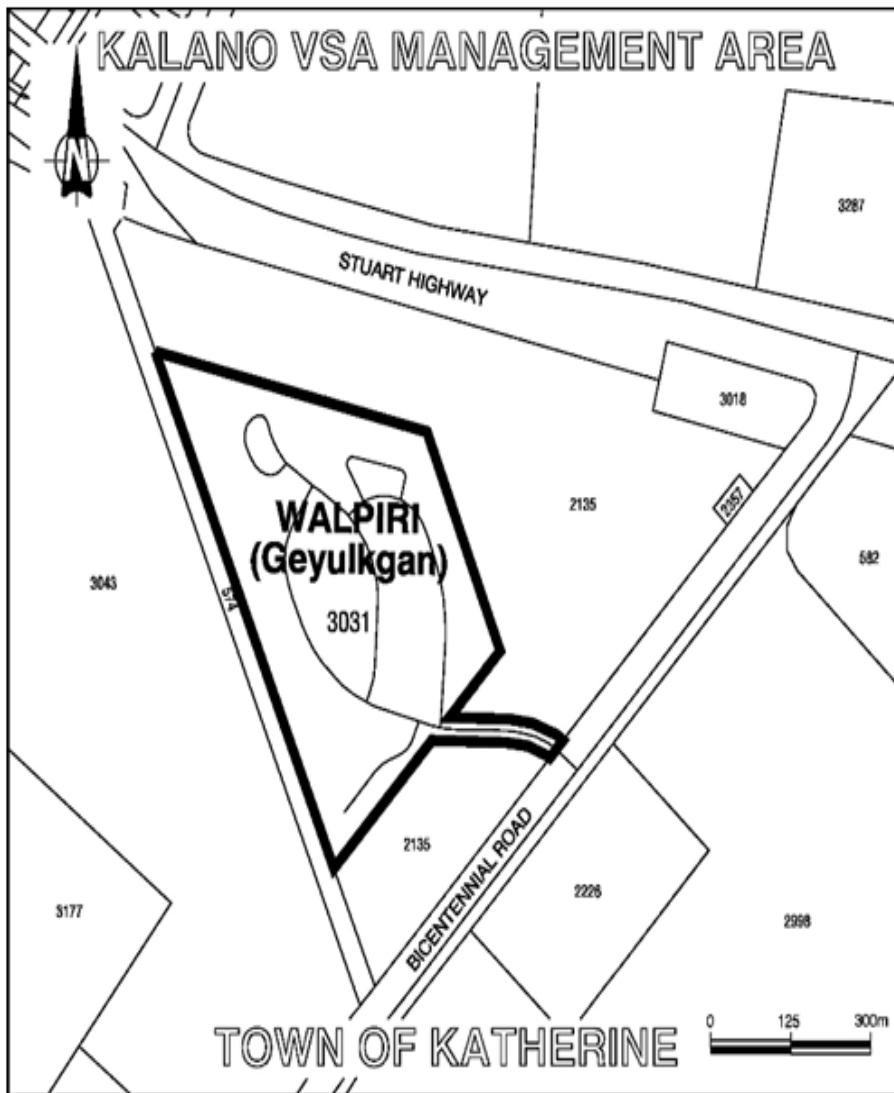 KALANO VSA MANAGEMENT AREA
N
3287
STUART HIGHWAY
3018
2357
2135
582
WALPIRI
(Geyulkgan)
3031
3043
574
2135
BICENTENNIAL ROAD
2226
2998
3177
TOWN OF KATHERINE
0 125 300m